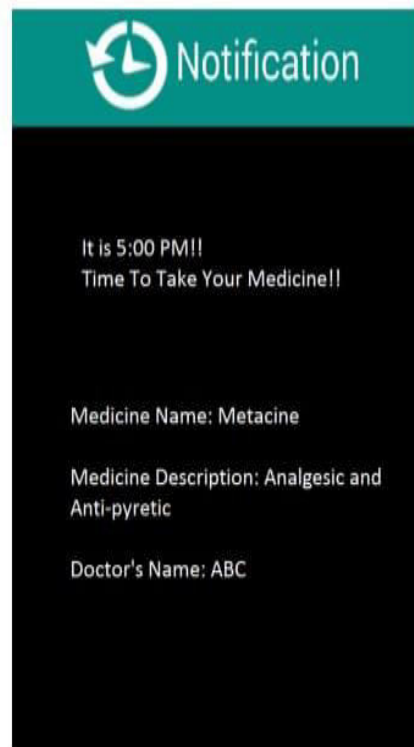 Notification
It is 5:00 PM!!
Time To Take Your Medicine!!
Medicine Name: Metacine
Medicine Description: Analgesic and
Anti-pyretic
Doctor's Name: ABC